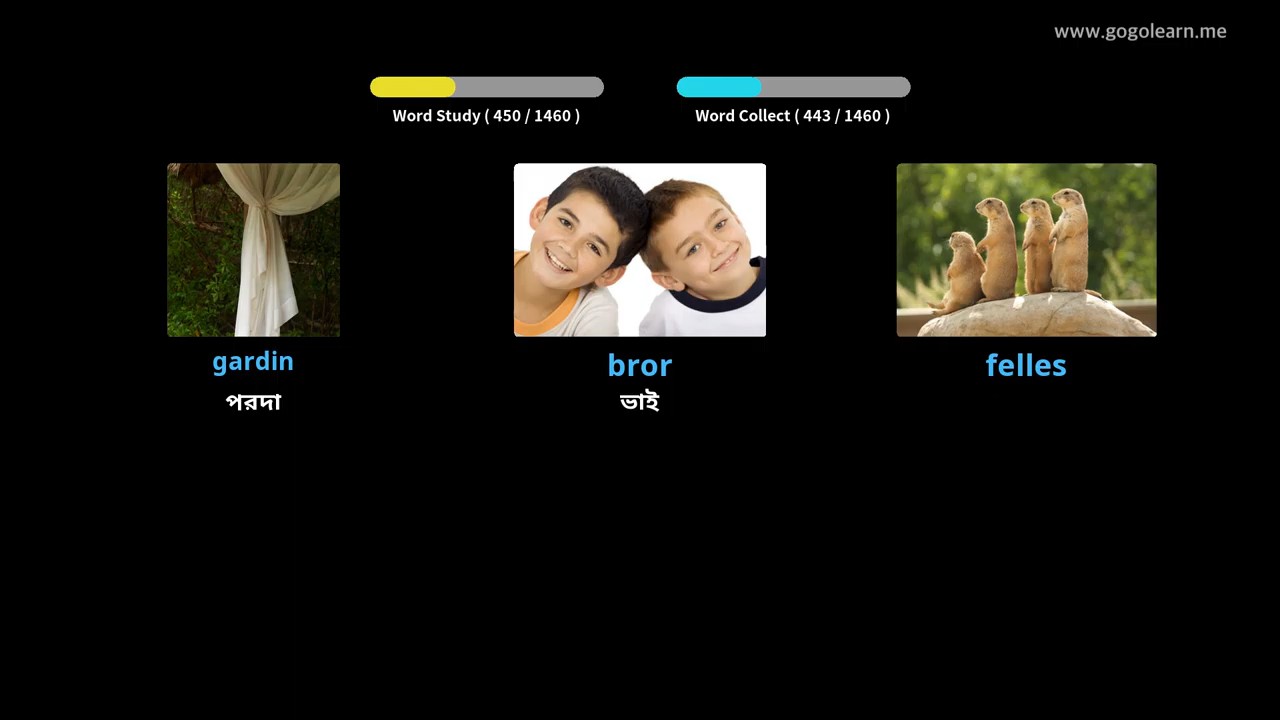 www.gogolearn.me
Word Study ( 450 / 1460 )
Word Collect ( 443 / 1460 )
gardin
bror
felles
পরদা
ভাই